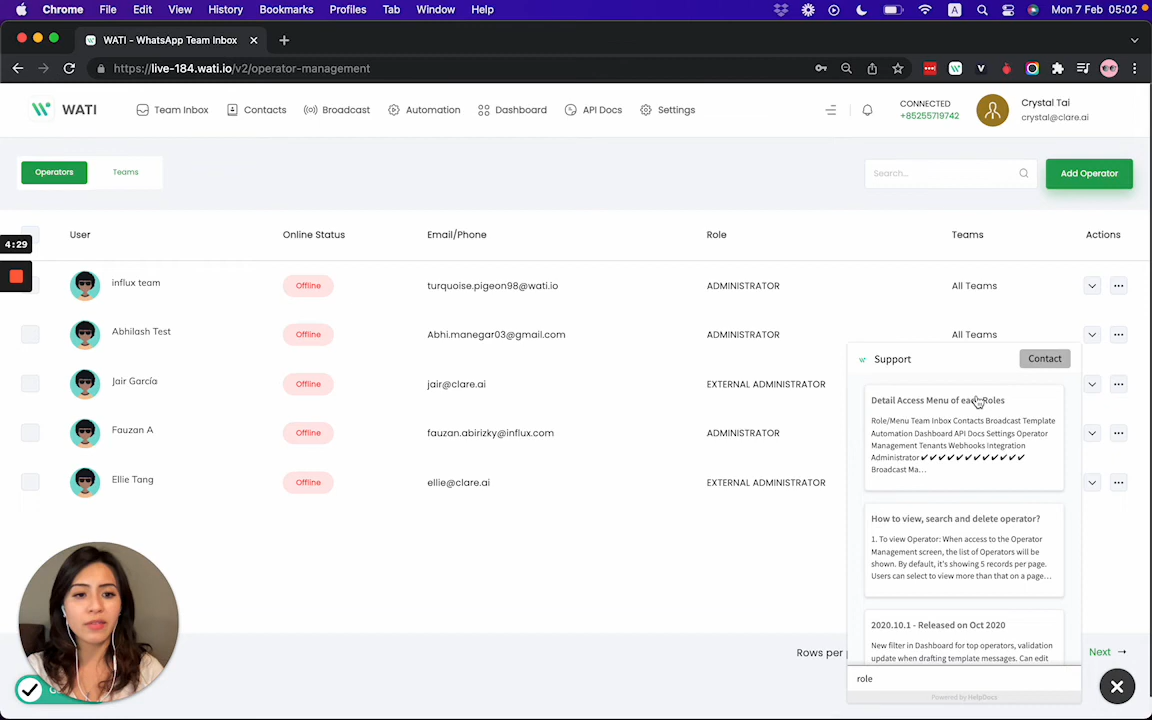 Chrome File Edit View History Bookmarks Profiles Tab Window Help
A Mon 7 Feb 05:02
WATI - WhatsApp Team Inbox
https://live-184.wati.io/v2/operator-management
WATI Team Inbox Contacts Broadcast Automation Dashboard API Docs Settings
CONNECTED
+85255719742
Crystal Tai
crystal@clare.ai
Operators Teams
Search...
Add Operator
4:29
User Online Status Email/Phone Role Teams Actions
influx team Offline turquoise.pigeon98@wati.io ADMINISTRATOR All Teams
Abhilash Test Offline Abhi.manegar03@gmail.com ADMINISTRATOR All Teams
Jair García Offline jair@clare.ai EXTERNAL ADMINISTRATOR
Fauzan A Offline fauzan.abirizky@influx.com ADMINISTRATOR
Ellie Tang Offline ellie@clare.ai EXTERNAL ADMINISTRATOR
Support Contact
Detail Access Menu of each Roles
Role/Menu Team Inbox Contacts Broadcast Template
Automation Dashboard API Docs Settings Operator
Management Tenants Webhooks Integration
Administrator ✔ ✔ ✔ ✔ ✔ ✔ ✔ ✔ ✔ ✔ ✔ ✔
Broadcast Ma...
How to view, search and delete operator?
1. To view Operator: When access to the Operator
Management screen, the list of Operators will be
shown. By default, it's showing 5 records per page.
Users can select to view more than that on a page...
2020.10.1 - Released on Oct 2020
New filter in Dashboard for top operators, validation
update when drafting template messages. Can edit
role
Powered by HelpDocs
Rows per
Next →